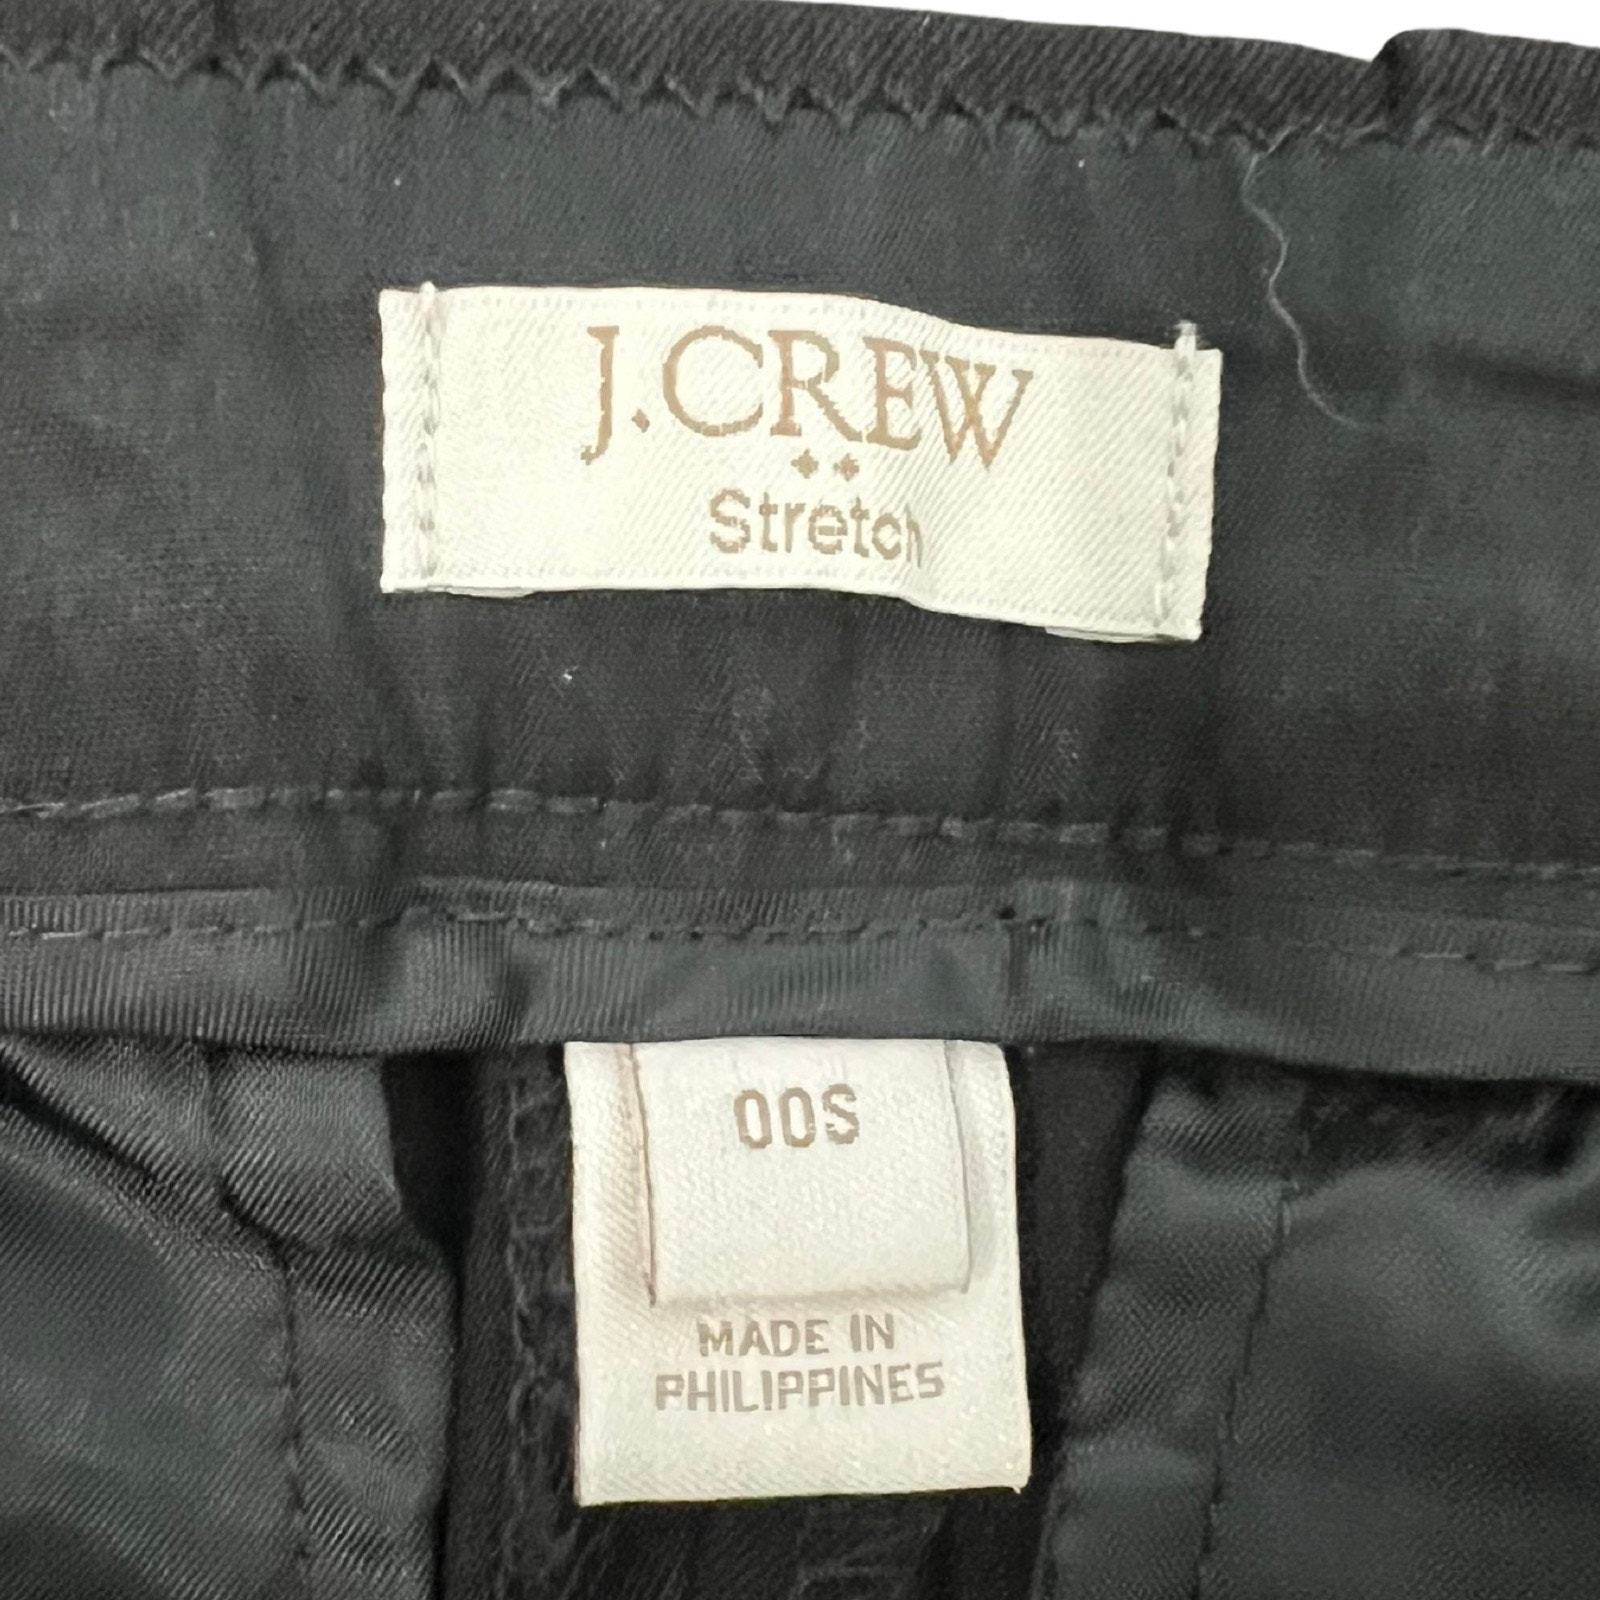 J.CREW
Stretch
00S
MADE IN
PHILIPPINES